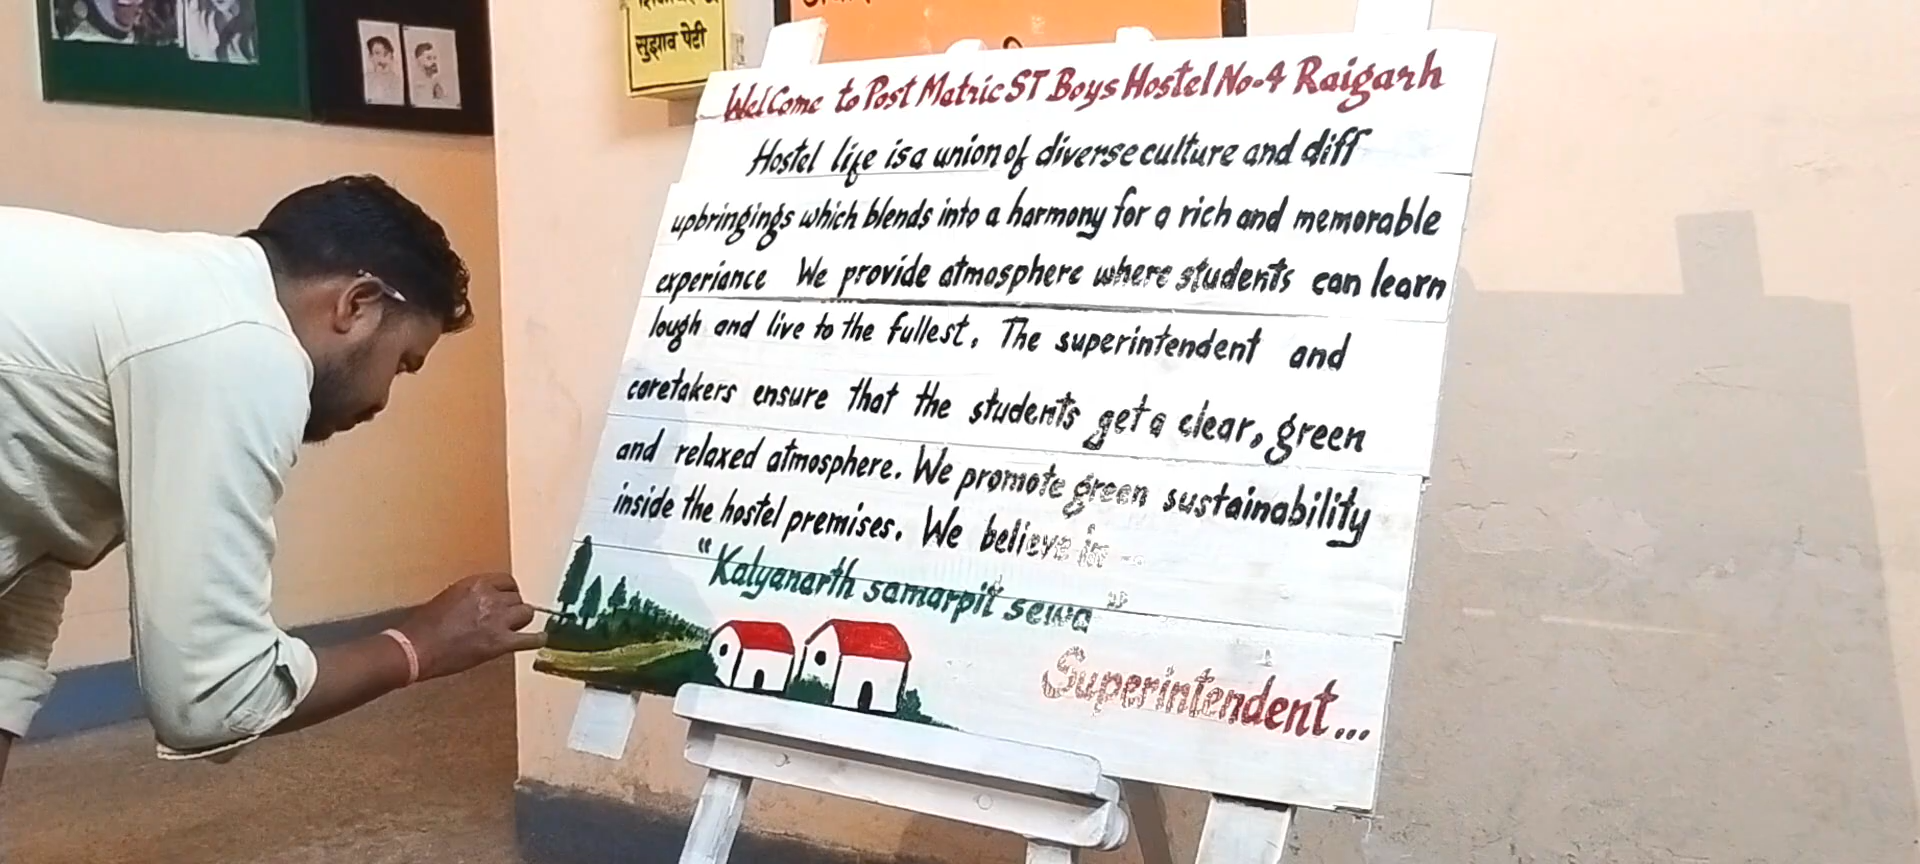 सुझाव पेटी
WelCome to Post Matric ST Boys Hostel No-4 Raigarh
Hostel life is a union of diverse culture and diff
upbringings which blends into a harmony for a rich and memorable
experiance We provide atmosphere where students can learn
lough and live to the fullest. The superintendent and
caretakers ensure that the students get a clear, green
and relaxed atmosphere. We promote green sustainability
inside the hostel premises. We believe in -
"Kalyanarth samarpit sewa"
Superintendent...